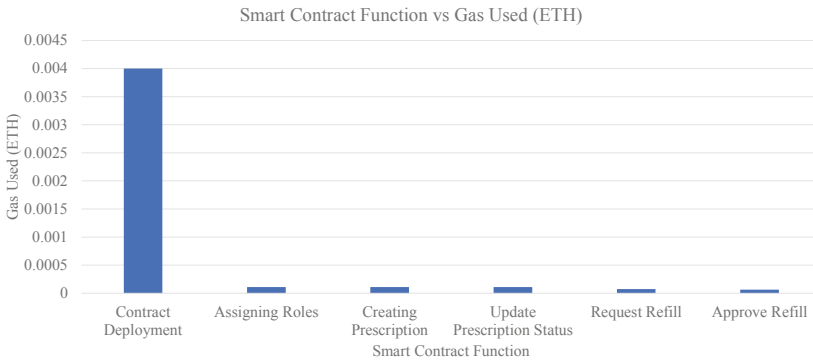 Smart Contract Function vs Gas Used (ETH)
0.0045
0.004
0.0035
0.003
0.0025
0.002
0.0015
0.001
0.0005
0
Gas Used (ETH)
Contract Deployment
Assigning Roles
Creating Prescription
Update Prescription Status
Request Refill
Approve Refill
Smart Contract Function